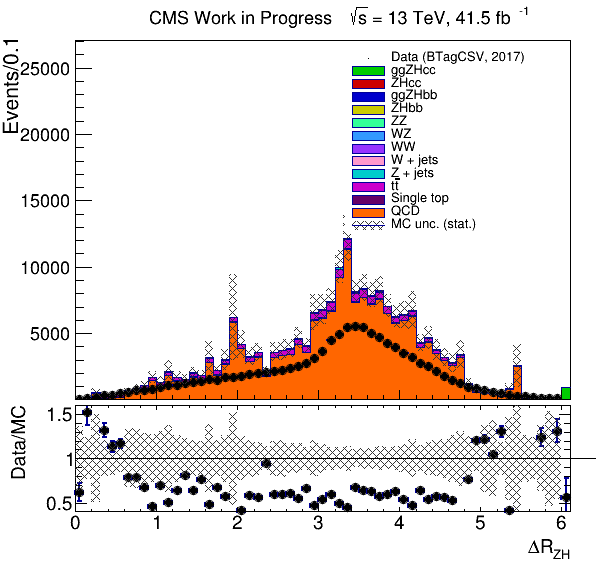 CMS Work in Progress √s = 13 TeV, 41.5 fb⁻¹
Events/0.1
25000
20000
15000
10000
5000
Data (BTagCSV, 2017)
ggZHcc
ZHcc
ggZHbb
ZHbb
ZZ
WZ
WW
W + jets
Z + jets
tt̄
Single top
QCD
MC unc. (stat.)
Data/MC
1.5
1
0.5
0 1 2 3 4 5 6
ΔR_ZH